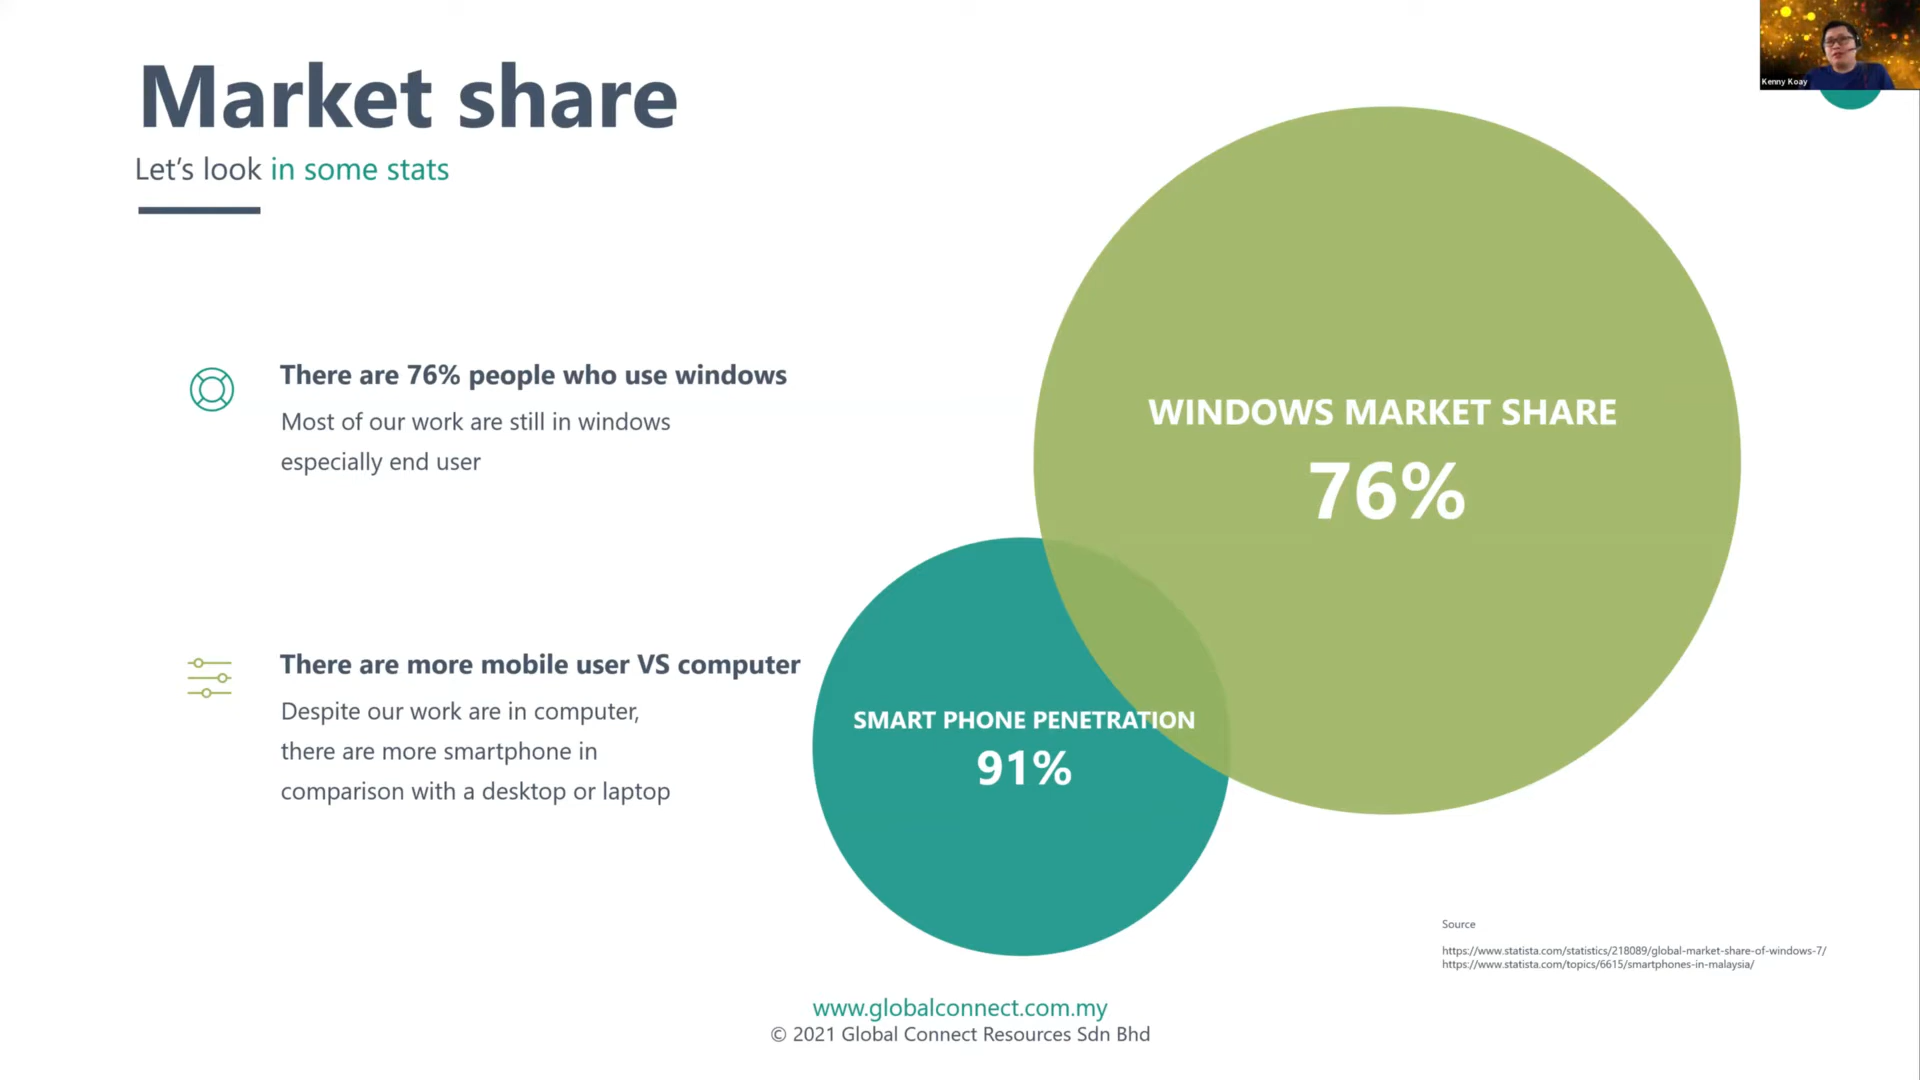 Market share
Let's look in some stats
There are 76% people who use windows
Most of our work are still in windows
especially end user
There are more mobile user VS computer
Despite our work are in computer,
there are more smartphone in
comparison with a desktop or laptop
WINDOWS MARKET SHARE
76%
SMART PHONE PENETRATION
91%
Kenny Koay
Source
https://www.statista.com/statistics/218089/global-market-share-of-windows-7/
https://www.statista.com/topics/6615/smartphones-in-malaysia/
www.globalconnect.com.my
© 2021 Global Connect Resources Sdn Bhd